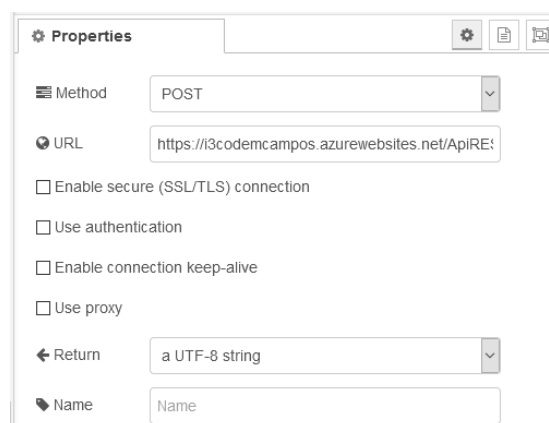 Properties
Method POST
URL https://i3codemcampos.azurewebsites.net/ApiRES
Enable secure (SSL/TLS) connection
Use authentication
Enable connection keep-alive
Use proxy
Return a UTF-8 string
Name Name